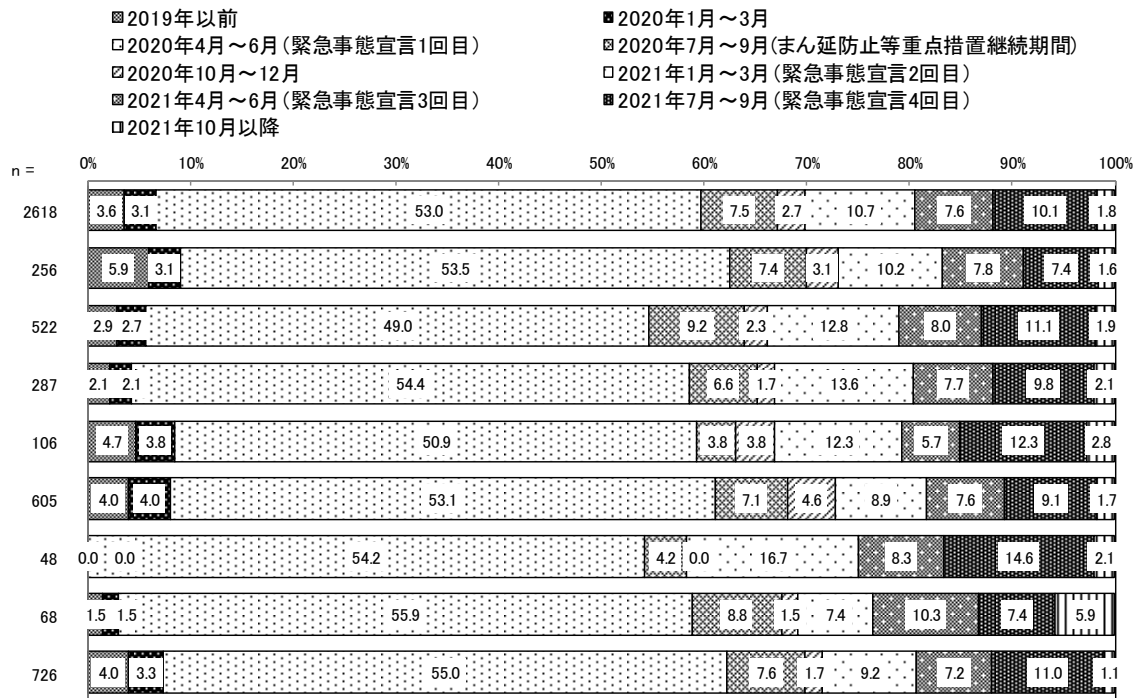 2019年以前 2020年1月～3月
2020年4月～6月（緊急事態宣言1回目） 2020年7月～9月(まん延防止等重点措置継続期間)
2020年10月～12月 2021年1月～3月（緊急事態宣言2回目）
2021年4月～6月（緊急事態宣言3回目） 2021年7月～9月（緊急事態宣言4回目）
2021年10月以降
n = 0% 10% 20% 30% 40% 50% 60% 70% 80% 90% 100%
2618 3.6 3.1 53.0 7.5 2.7 10.7 7.6 10.1 1.8
256 5.9 3.1 53.5 7.4 3.1 10.2 7.8 7.4 1.6
522 2.9 2.7 49.0 9.2 2.3 12.8 8.0 11.1 1.9
287 2.1 2.1 54.4 6.6 1.7 13.6 7.7 9.8 2.1
106 4.7 3.8 50.9 3.8 3.8 12.3 5.7 12.3 2.8
605 4.0 4.0 53.1 7.1 4.6 8.9 7.6 9.1 1.7
48 0.0 0.0 54.2 4.2 0.0 16.7 8.3 14.6 2.1
68 1.5 1.5 55.9 8.8 1.5 7.4 10.3 7.4 5.9
726 4.0 3.3 55.0 7.6 1.7 9.2 7.2 11.0 1.1